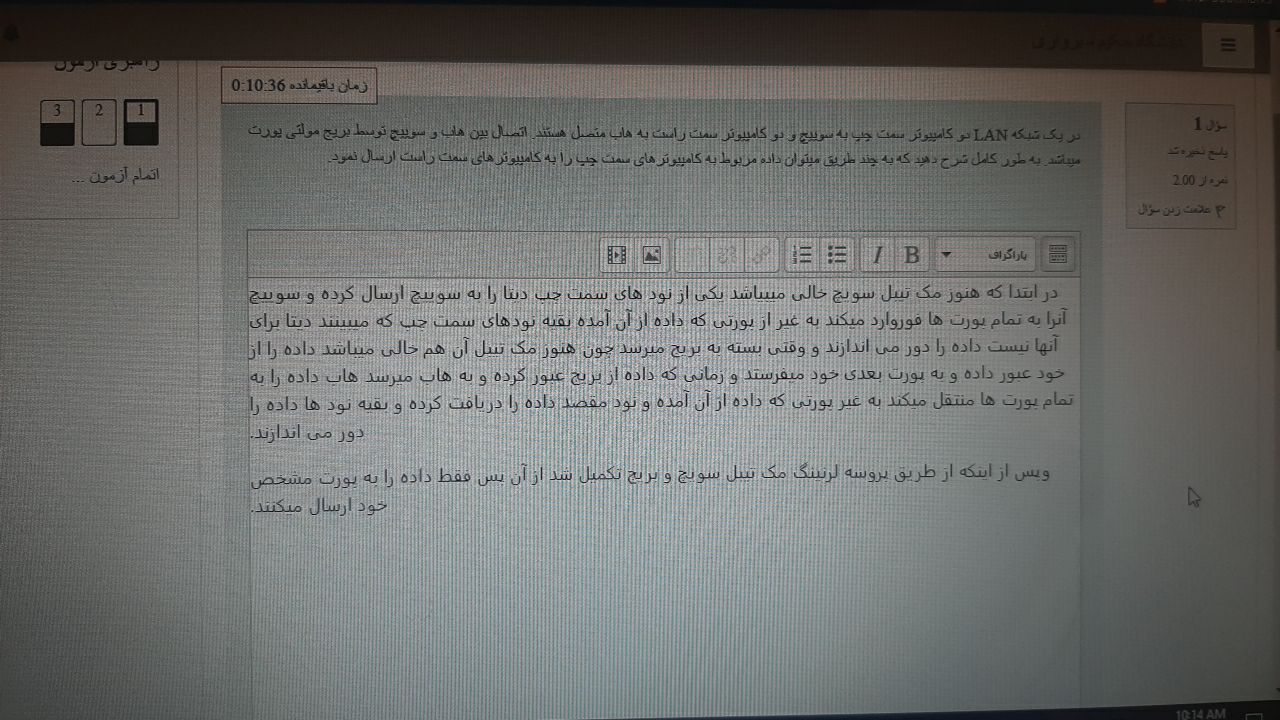 راهبری آزمون
1
2
3
اتمام آزمون ...
زمان باقیمانده 0:10:36
سؤال 1
پاسخ ذخیره شد
نمره از 2.00
علامت زدن سؤال
در یک شبکه LAN دو کامپیوتر سمت چپ به سوییچ و دو کامپیوتر سمت راست به هاب متصل هستند. اتصال بین هاب و سوییچ توسط بریج مولتی پورت
میباشد. به طور کامل شرح دهید که به چند طریق میتوان داده مربوط به کامپیوترهای سمت چپ را به کامپیوترهای سمت راست ارسال نمود.
پاراگراف
B I
در ابتدا که هنوز مک تیبل سویچ خالی میباشد یکی از نود های سمت چپ دیتا را به سوییچ ارسال کرده و سوییچ
آنرا به تمام پورت ها فوروارد میکند به غیر از پورتی که داده از آن آمده بقیه نودهای سمت چپ که میبینند دیتا برای
آنها نیست داده را دور می اندازند و وقتی بسته به بریج میرسد چون هنوز مک تیبل آن هم خالی میباشد داده را از
خود عبور داده و به پورت بعدی خود میفرستد و زمانی که داده از بریج عبور کرده و به هاب میرسد هاب داده را به
تمام پورت ها منتقل میکند به غیر پورتی که داده از آن آمده و نود مقصد داده را دریافت کرده و بقیه نود ها داده را
دور می اندازند.
وپس از اینکه از طریق پروسه لرنینگ مک تیبل سویچ و بریج تکمیل شد از آن پس فقط داده را به پورت مشخص
خود ارسال میکنند.
10:14 AM